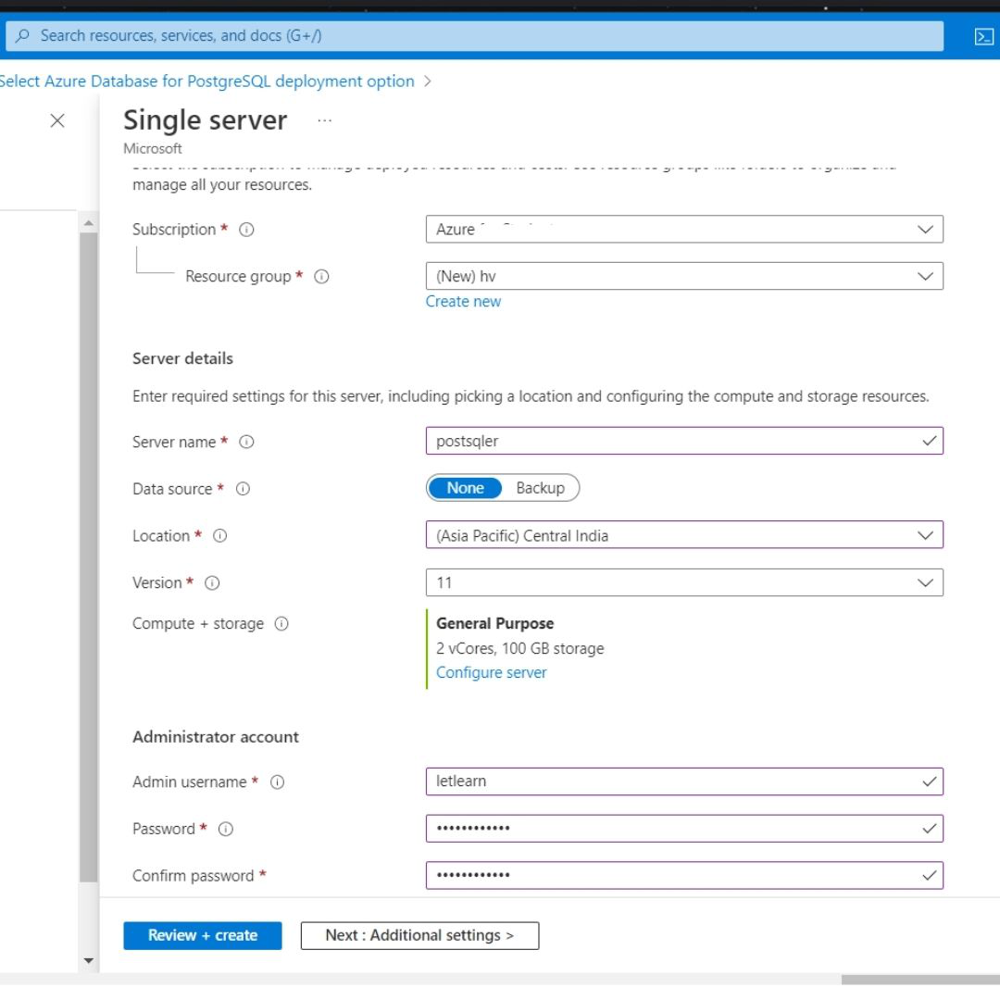 Search resources, services, and docs (G+/)
Select Azure Database for PostgreSQL deployment option >
Single server ...
Microsoft
manage all your resources.
Subscription * Azure
Resource group * (New) hv
Create new
Server details
Enter required settings for this server, including picking a location and configuring the compute and storage resources.
Server name * postsqler
Data source * None Backup
Location * (Asia Pacific) Central India
Version * 11
Compute + storage General Purpose
2 vCores, 100 GB storage
Configure server
Administrator account
Admin username * letlearn
Password * ••••••••••••
Confirm password * ••••••••••••
Review + create Next : Additional settings >